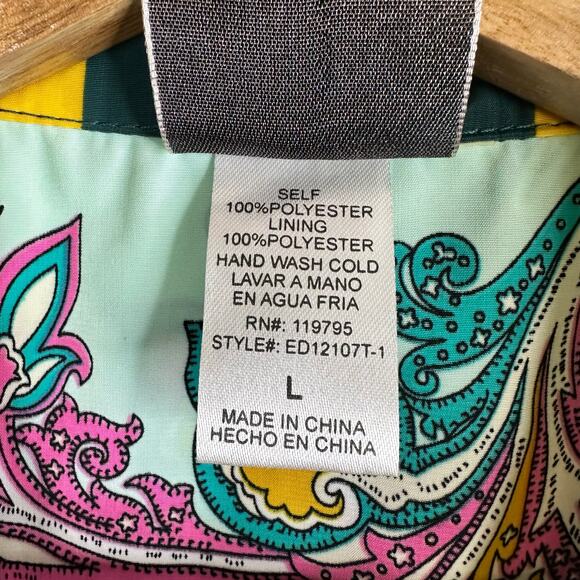 SELF
100%POLYESTER
LINING
100%POLYESTER
HAND WASH COLD
LAVAR A MANO
EN AGUA FRIA
RN#: 119795
STYLE#: ED12107T-1
L
MADE IN CHINA
HECHO EN CHINA